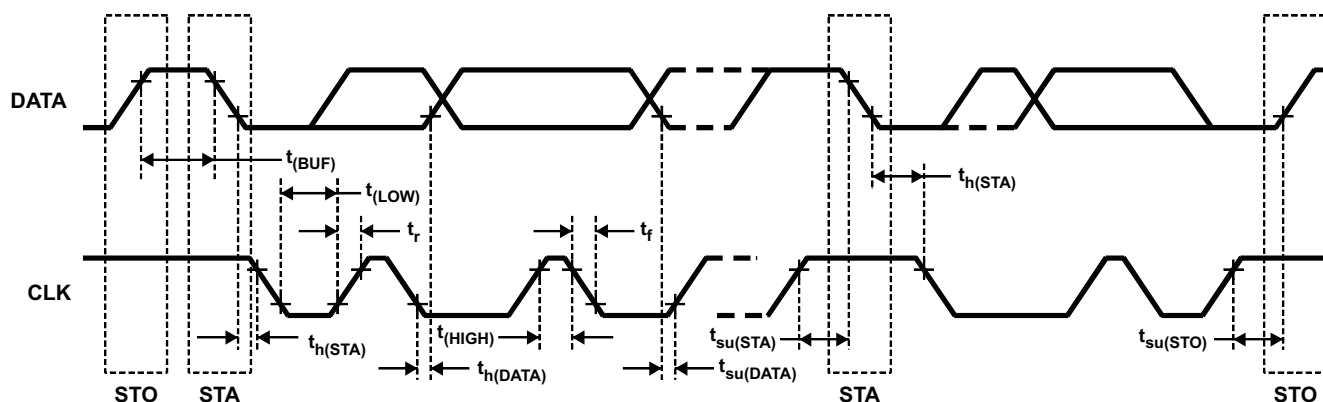 DATA
t(BUF)
t(LOW)
tr
tf
th(STA)
CLK
th(STA)
t(HIGH)
th(DATA)
tsu(DATA)
tsu(STA)
tsu(STO)
STO
STA
STA
STO